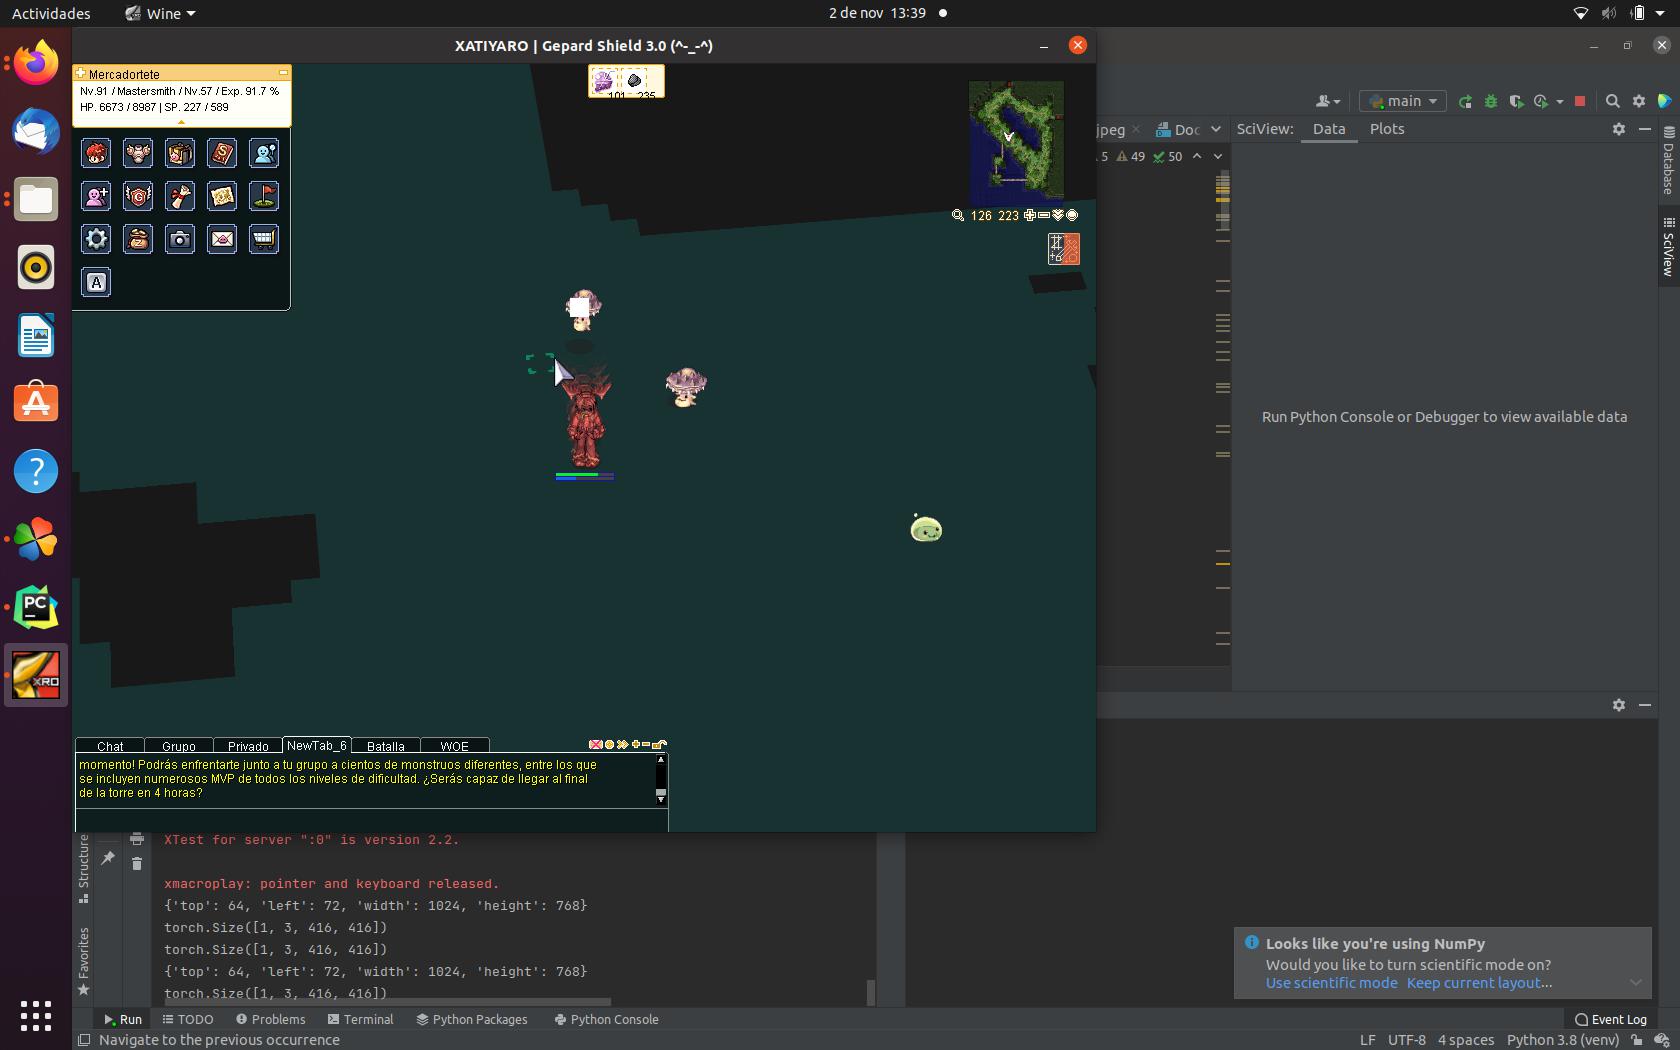 Actividades
Wine
2 de nov 13:39
XATIYARO | Gepard Shield 3.0 (^-_-^)
Mercadortete
Nv.91 / Mastersmith / Nv.57 / Exp. 91.7 %
HP. 6673 / 8987 | SP. 227 / 589
101 235
126 223
A
main
jpeg
Doc
SciView:
Data
Plots
5
49
50
Database
SciView
Run Python Console or Debugger to view available data
PC
XRO
Chat
Grupo
Privado
NewTab_6
Batalla
WOE
momento! Podrás enfrentarte junto a tu grupo a cientos de monstruos diferentes, entre los que
se incluyen numerosos MVP de todos los niveles de dificultad. ¿Serás capaz de llegar al final
de la torre en 4 horas?
Structure
Favorites
XTest for server ":0" is version 2.2.
xmacroplay: pointer and keyboard released.
{'top': 64, 'left': 72, 'width': 1024, 'height': 768}
torch.Size([1, 3, 416, 416])
torch.Size([1, 3, 416, 416])
{'top': 64, 'left': 72, 'width': 1024, 'height': 768}
torch.Size([1, 3, 416, 416])
Looks like you're using NumPy
Would you like to turn scientific mode on?
Use scientific mode Keep current layout...
Run
TODO
Problems
Terminal
Python Packages
Python Console
Event Log
Navigate to the previous occurrence
LF UTF-8 4 spaces Python 3.8 (venv)